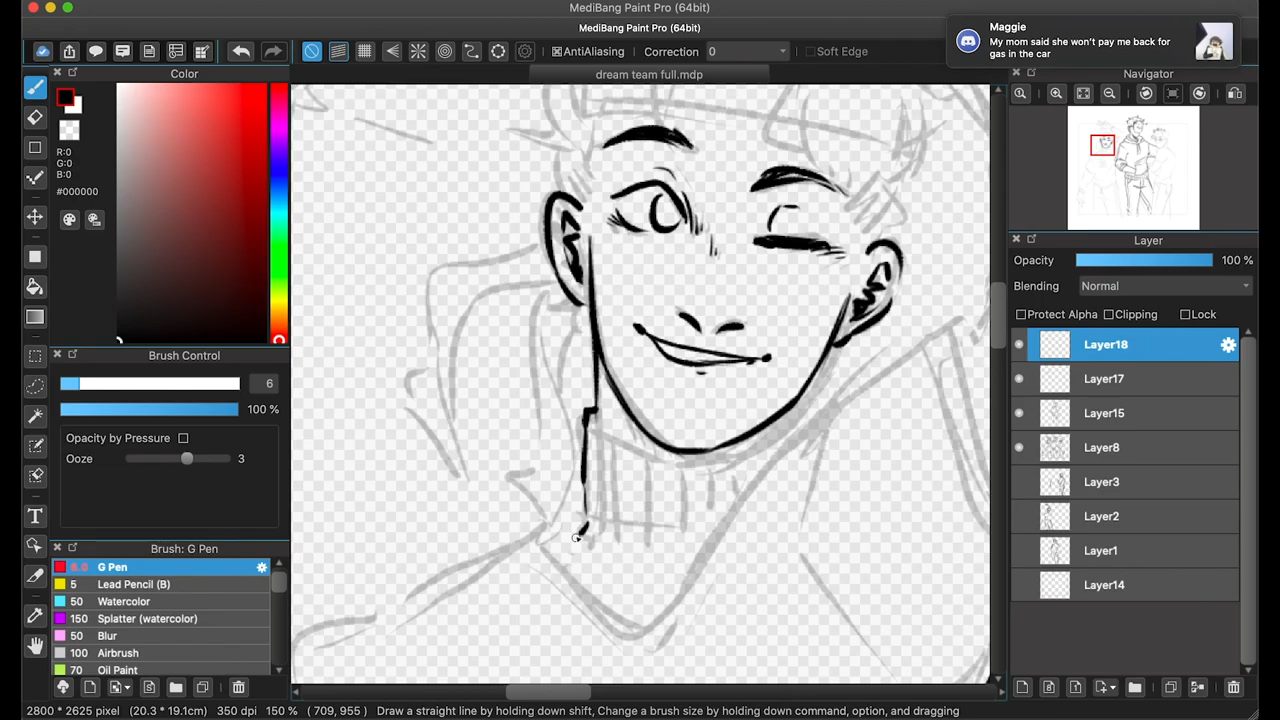 MediBang Paint Pro (64bit)
MediBang Paint Pro (64bit)
Maggie
My mom said she won't pay me back for
gas in the car
AntiAliasing
Correction
0
Soft Edge
Color
dream team full.mdp
Navigator
R:0
G:0
B:0
#000000
Layer
Opacity
100 %
Blending
Normal
Protect Alpha
Clipping
Lock
Brush Control
6
100 %
Opacity by Pressure
Ooze
3
Layer18
Layer17
Layer15
Layer8
Layer3
Layer2
Layer1
Layer14
Brush: G Pen
6.0 G Pen
5 Lead Pencil (B)
50 Watercolor
150 Splatter (watercolor)
50 Blur
100 Airbrush
70 Oil Paint
2800 * 2625 pixel (20.3 * 19.1cm) 350 dpi 150 % ( 709, 955 ) Draw a straight line by holding down shift, Change a brush size by holding down command, option, and dragging